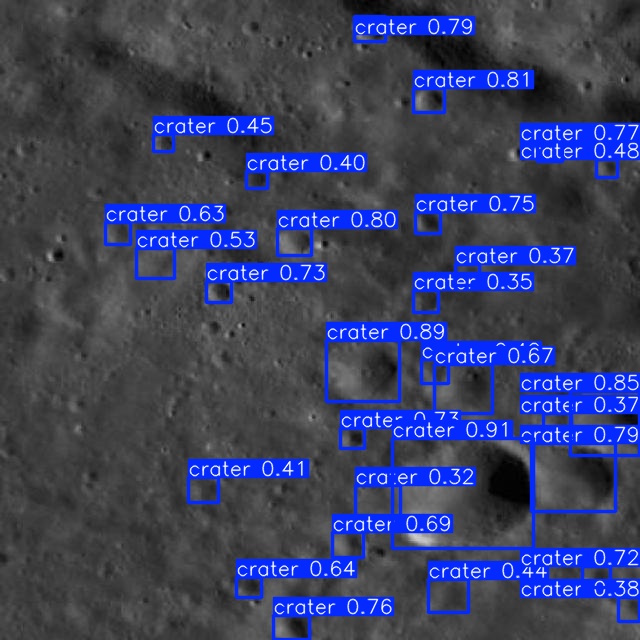 crater 0.79
crater 0.81
crater 0.45
crater 0.77
crater 0.48
crater 0.40
crater 0.75
crater 0.63
crater 0.80
crater 0.53
crater 0.37
crater 0.73
crater 0.35
crater 0.89
crater 0.67
crater 0.85
crater 0.37
crater 0.73
crater 0.91
crater 0.79
crater 0.41
crater 0.32
crater 0.69
crater 0.72
crater 0.64
crater 0.44
crater 0.38
crater 0.76